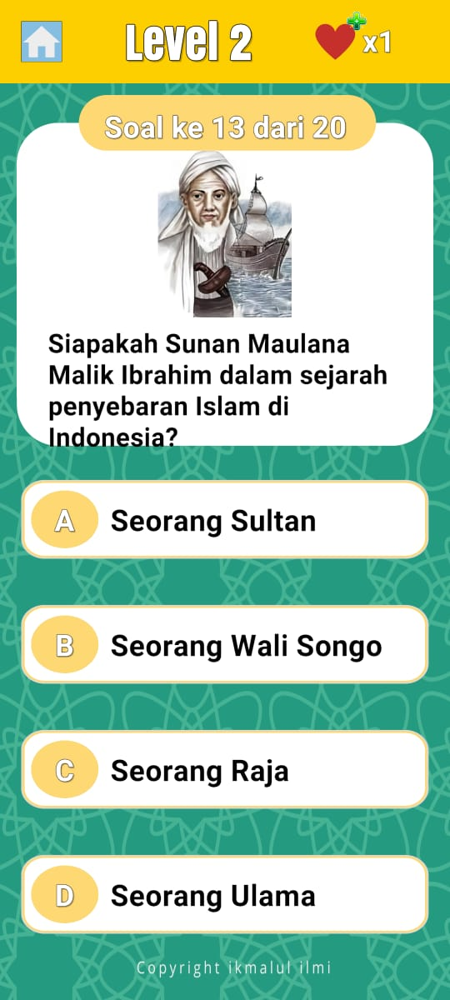 Level 2
x1
Soal ke 13 dari 20
Siapakah Sunan Maulana
Malik Ibrahim dalam sejarah
penyebaran Islam di
Indonesia?
A Seorang Sultan
B Seorang Wali Songo
C Seorang Raja
D Seorang Ulama
Copyright ikmalul ilmi